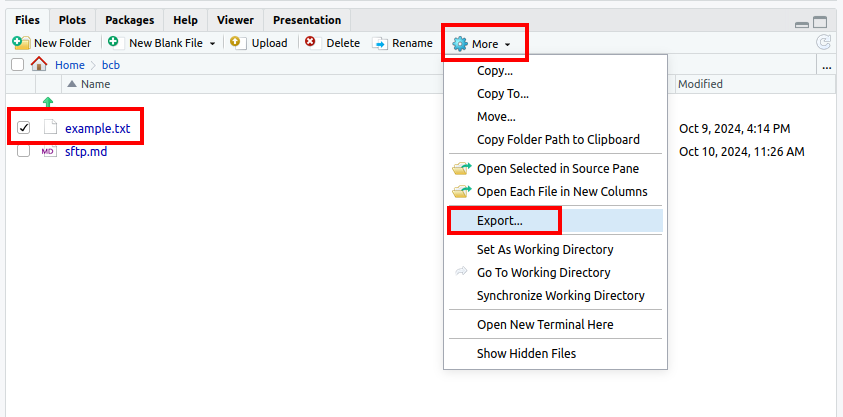 Files Plots Packages Help Viewer Presentation
New Folder New Blank File Upload Delete Rename More
Home bcb ...
Name Modified
example.txt Oct 9, 2024, 4:14 PM
MD sftp.md Oct 10, 2024, 11:26 AM
Copy...
Copy To...
Move...
Copy Folder Path to Clipboard
Open Selected in Source Pane
Open Each File in New Columns
Export...
Set As Working Directory
Go To Working Directory
Synchronize Working Directory
Open New Terminal Here
Show Hidden Files